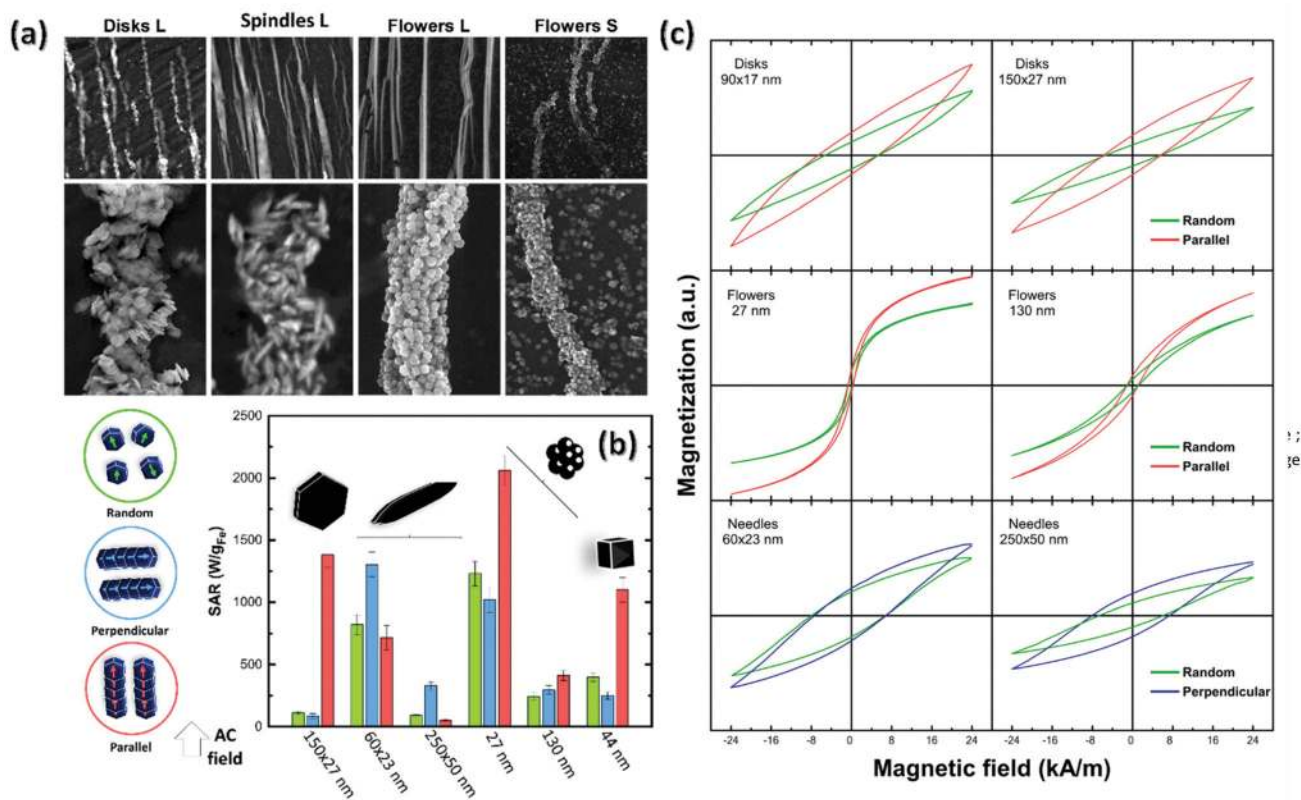 (a)
Disks L
Spindles L
Flowers L
Flowers S
Random
Perpendicular
Parallel
AC
field
(b)
SAR (W/gFe)
2500
2000
1500
1000
500
0
150x27 nm
60x23 nm
250x50 nm
27 nm
130 nm
44 nm
(c)
Magnetization (a.u.)
Disks
90x17 nm
Disks
150x27 nm
Random
Parallel
Flowers
27 nm
Random
Parallel
Flowers
130 nm
Random
Parallel
Needles
60x23 nm
Needles
250x50 nm
Random
Perpendicular
-24 -16 -8 0 8 16 24 -24 -16 -8 0 8 16 24
Magnetic field (kA/m)
e ;
ge